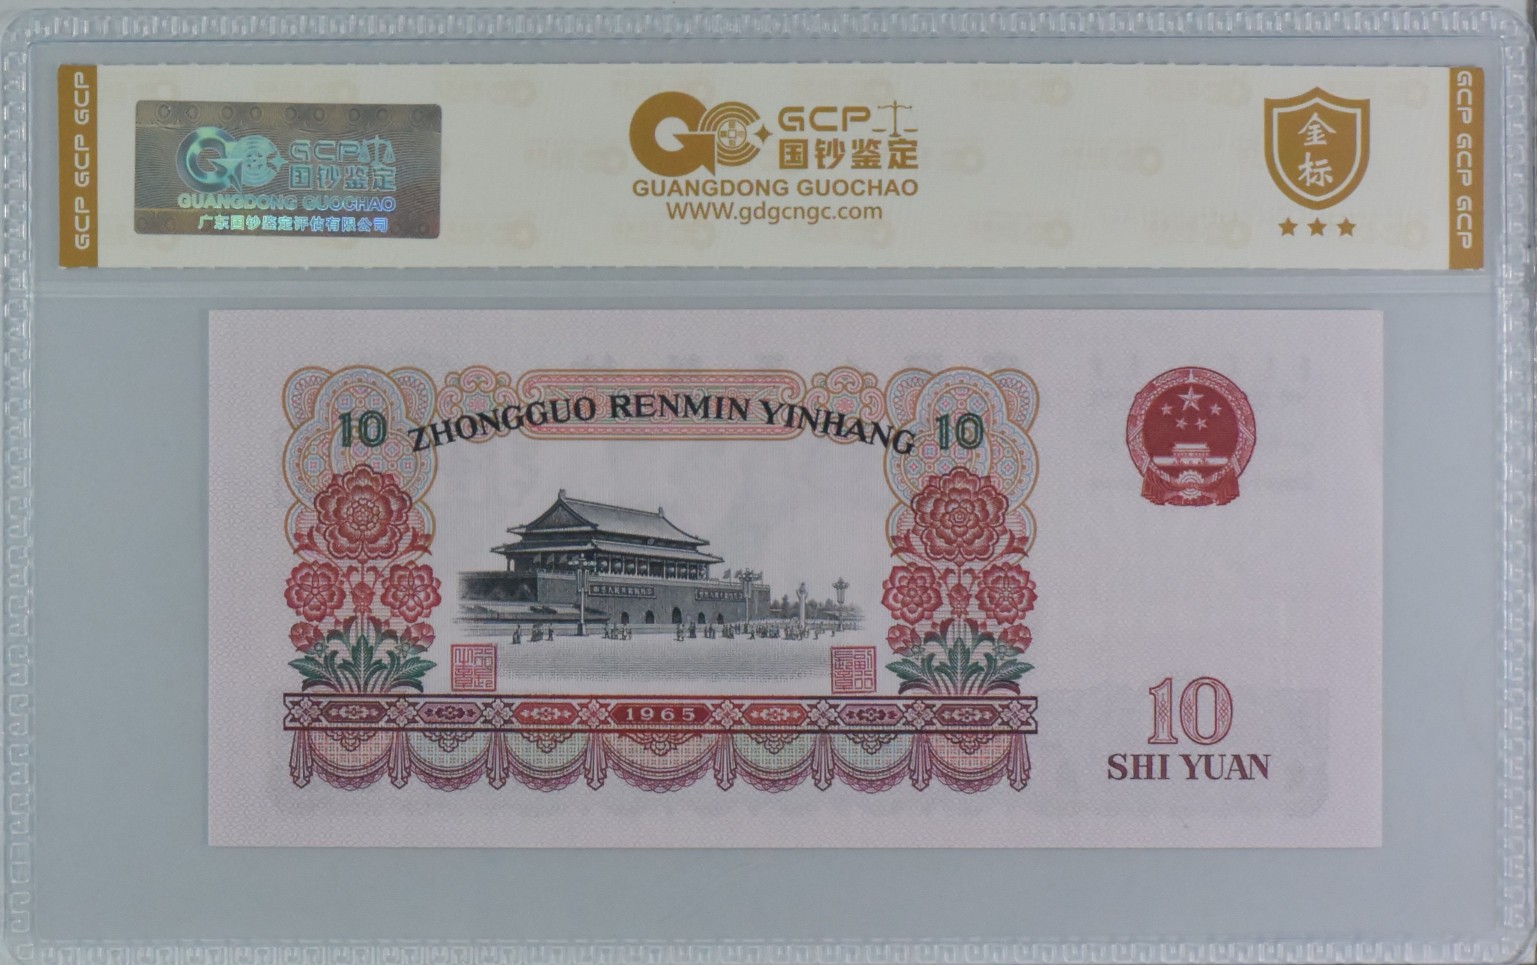 GCP GCP GCP
GCP
国钞鉴定
GUANGDONG GUOCHAO
广东国钞鉴定评估有限公司
GCP
国钞鉴定
GUANGDONG GUOCHAO
WWW.gdgcngc.com
金
标
GCP GCP GCP
10 ZHONGGUO RENMIN YINHANG 10
1965
10
SHI YUAN